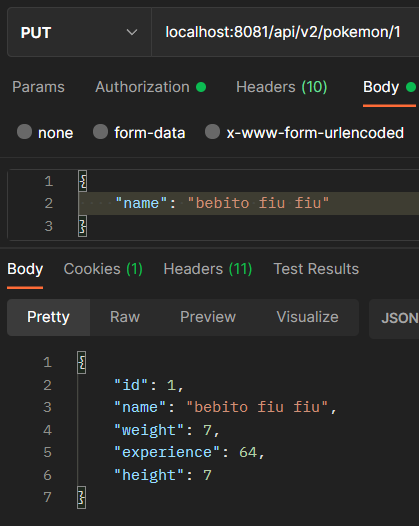 PUT localhost:8081/api/v2/pokemon/1
Params Authorization Headers (10) Body
none form-data x-www-form-urlencoded
1 {
2 "name": "bebito fiu fiu"
3 }
Body Cookies (1) Headers (11) Test Results
Pretty Raw Preview Visualize JSON
1 {
2 "id": 1,
3 "name": "bebito fiu fiu",
4 "weight": 7,
5 "experience": 64,
6 "height": 7
7 }